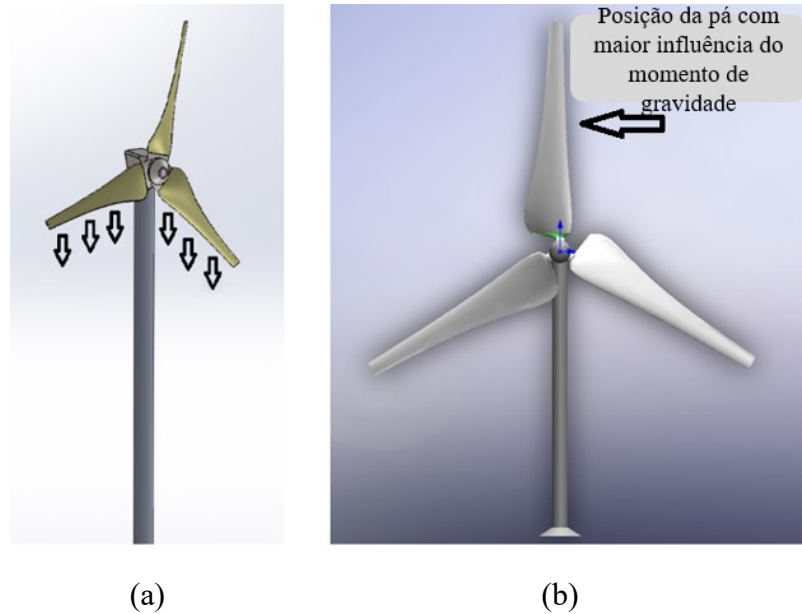 Posição da pá com
maior influência do
momento de
gravidade
(a)
(b)